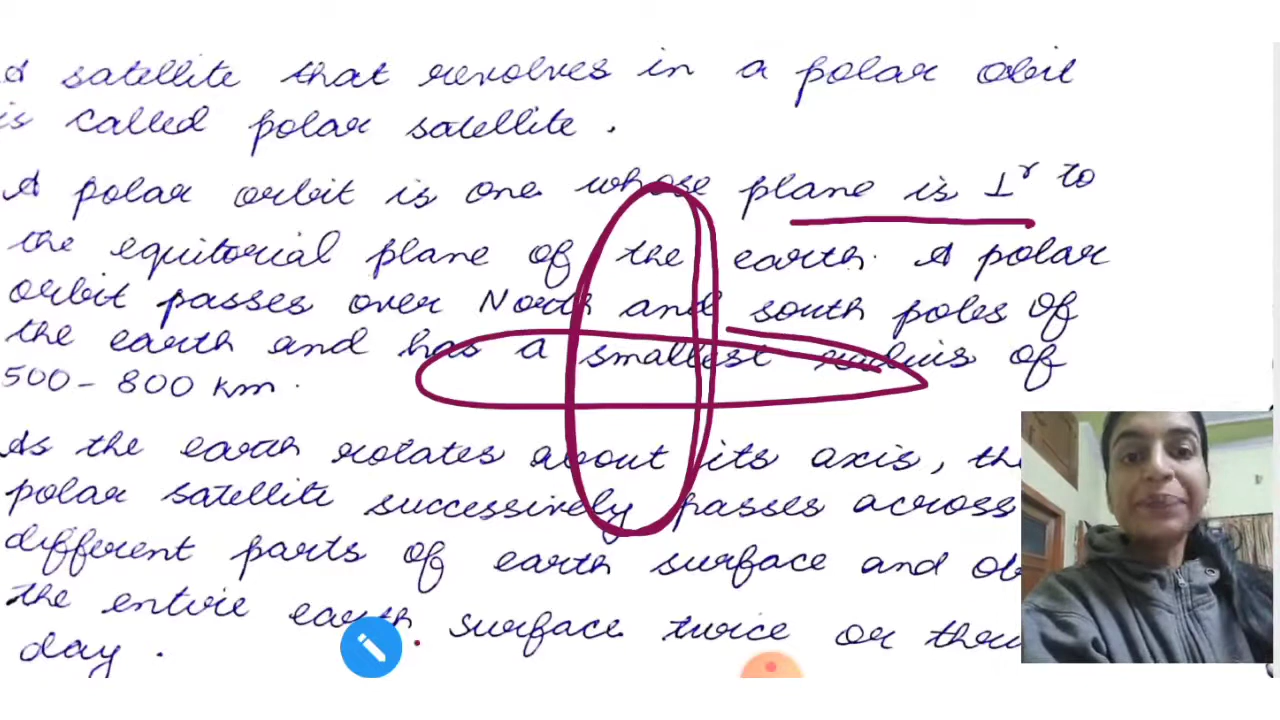 A satellite that revolves in a polar orbit
is called polar satellite.
A polar orbit is one whose plane is ⊥r to
the equitorial plane of the earth. A polar
orbit passes over North and south poles of
the earth and has a smallest radius of
500 - 800 km.
As the earth rotates about its axis, the
polar satellite successively passes across
different parts of earth surface and
the entire earth surface twice or
day.